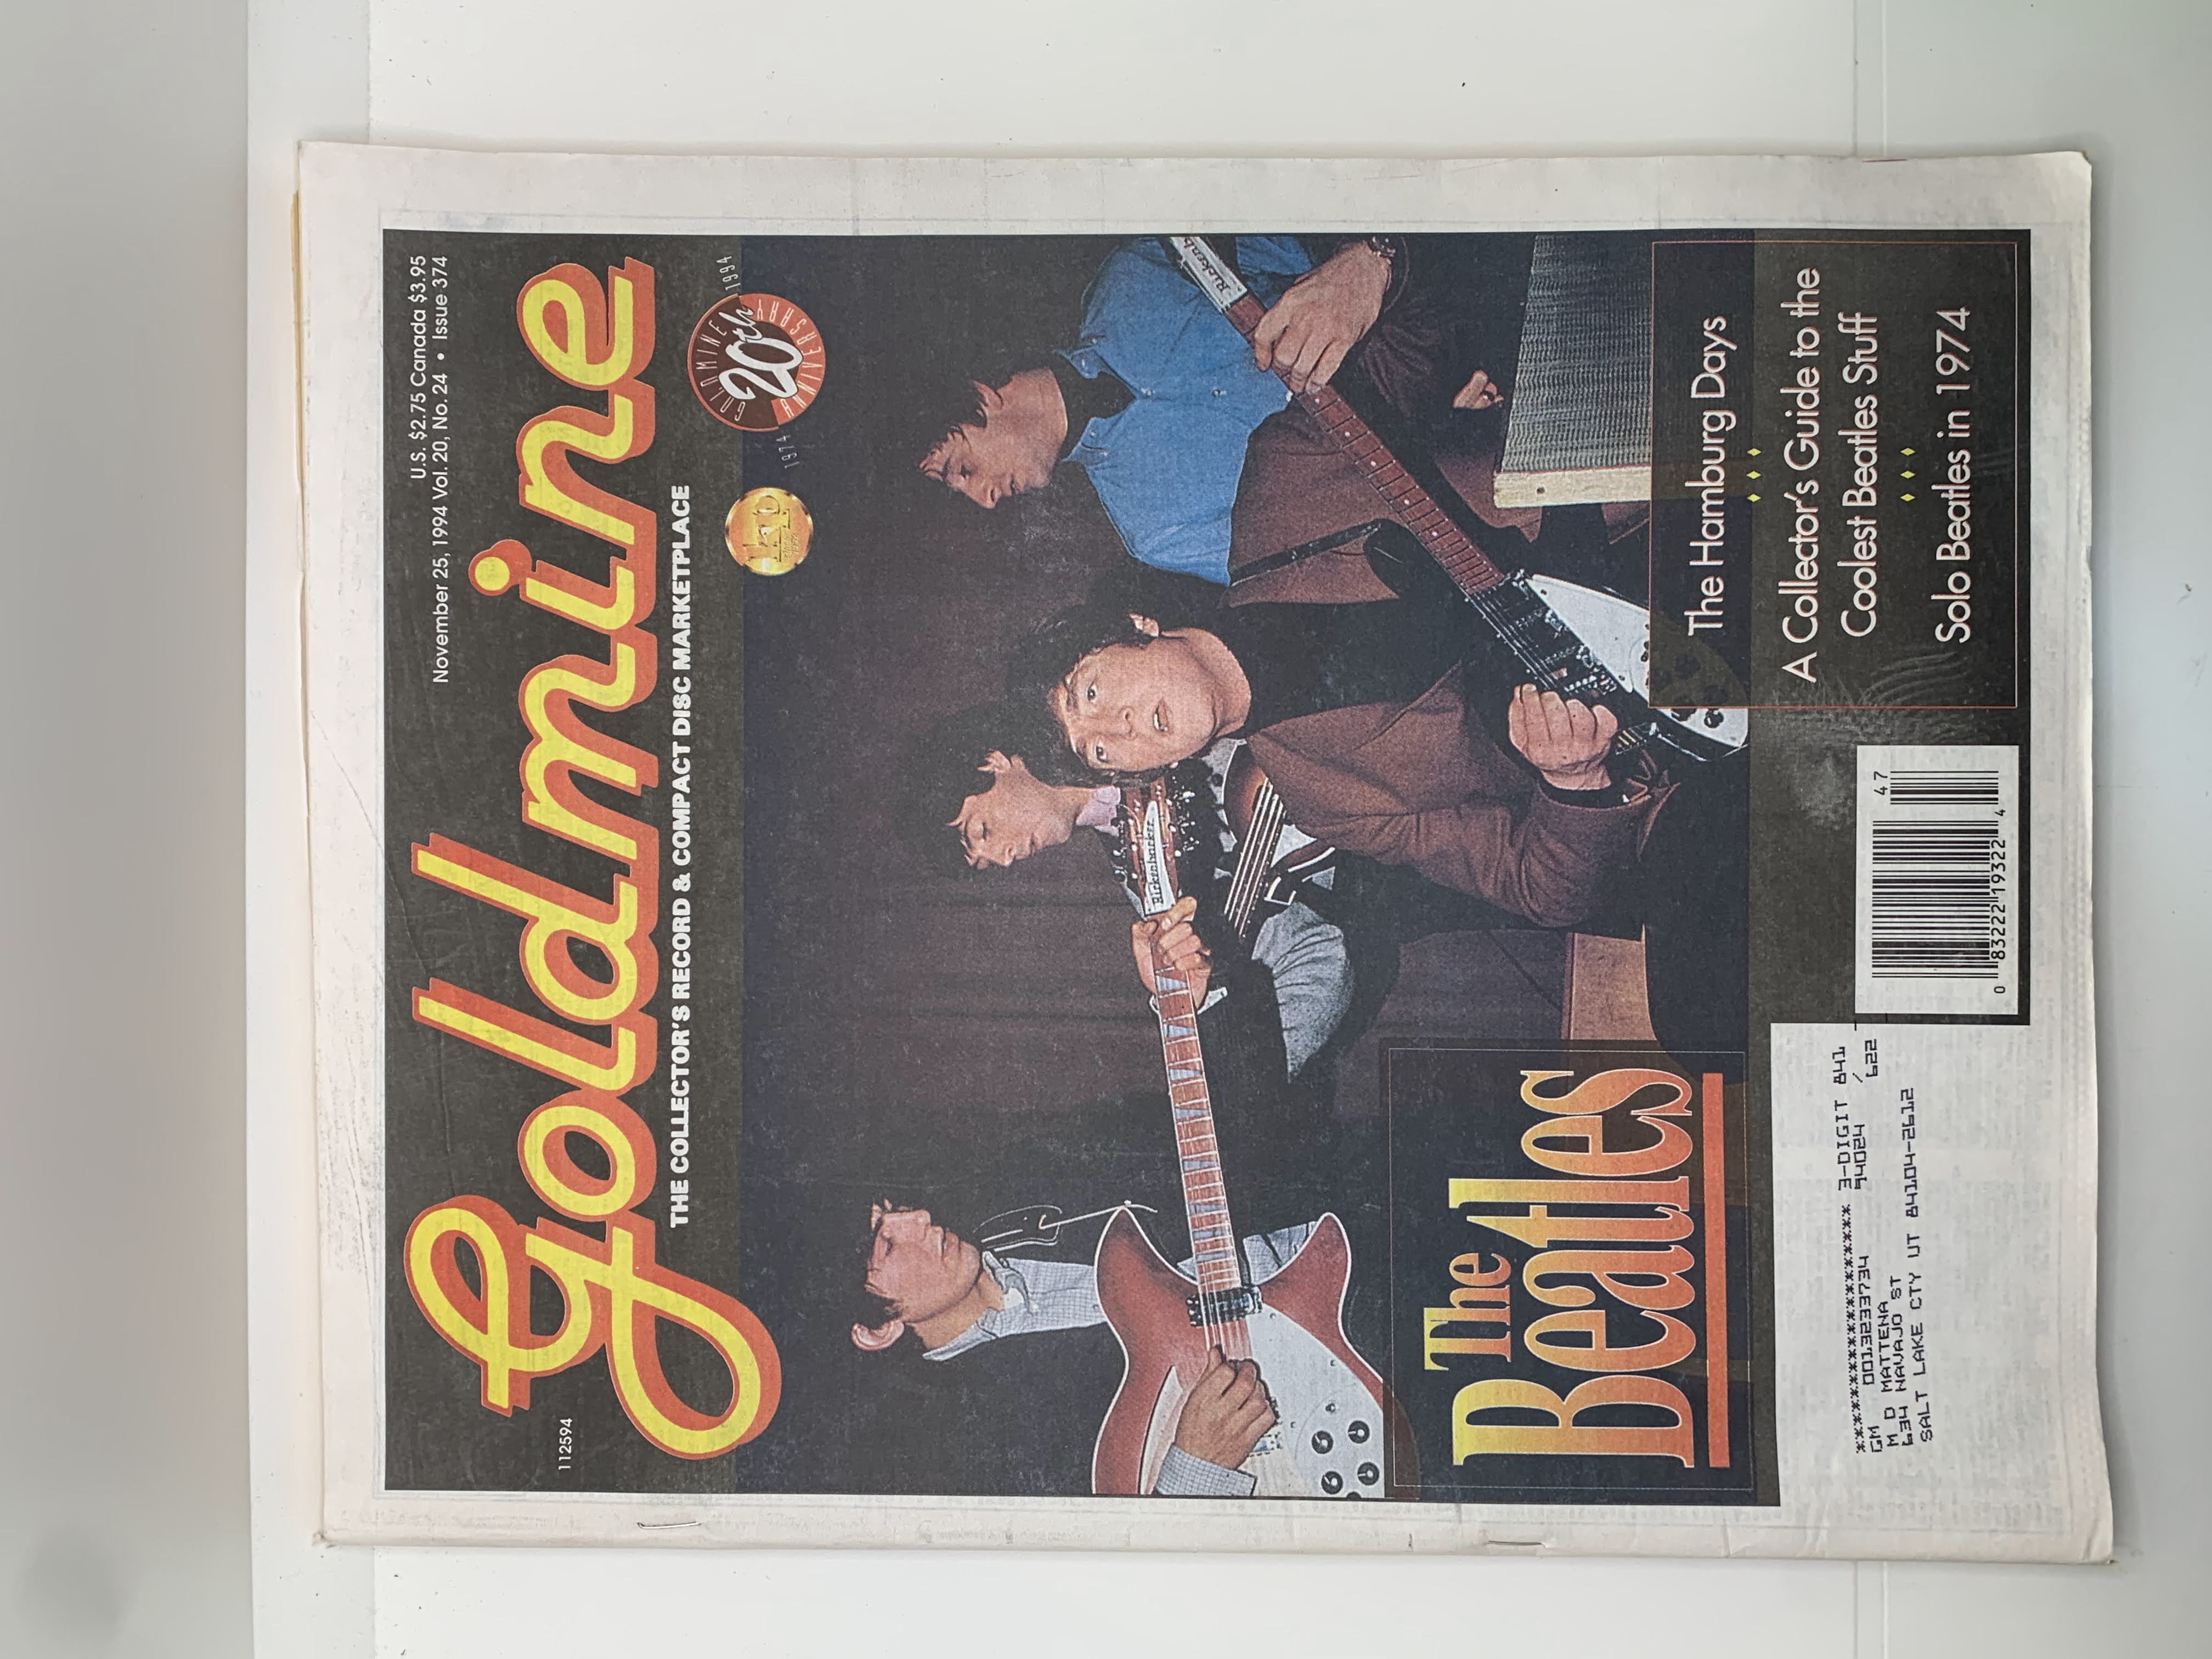 U.S. $2.75 Canada $3.95
November 25, 1994 Vol. 20, No. 24 • Issue 374
Goldmine
112594
THE COLLECTOR'S RECORD & COMPACT DISC MARKETPLACE
GOLDMINE
20th
ANNIVERSARY
1974
1994
kp
Rickenbacker
Rickenb
The
Beatles
The Hamburg Days
A Collector's Guide to the
Coolest Beatles Stuff
Solo Beatles in 1974
******************************* 3-DIGIT 841
GM 0013233734 94024 / 622
M D MATTENA
634 NAVAJO ST
SALT LAKE CTY UT 84104-2612
0 83222 19322 4
47